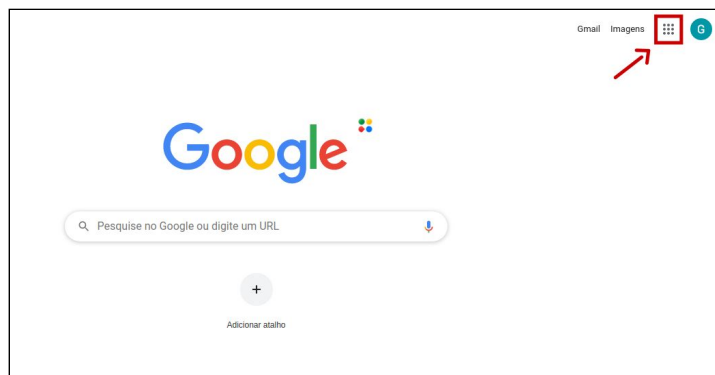 Gmail Imagens G
Google
Pesquise no Google ou digite um URL
Adicionar atalho